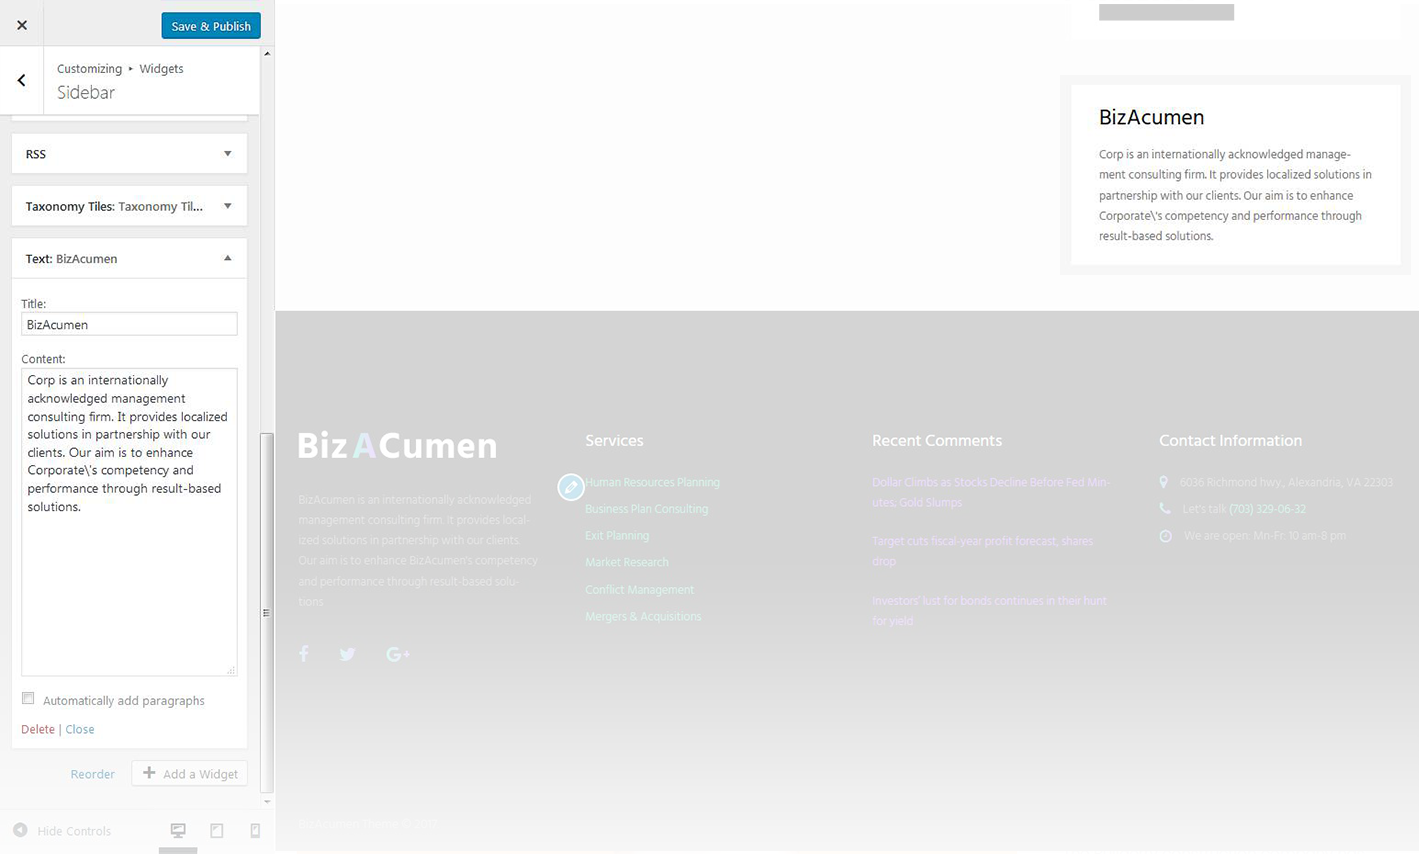 Save & Publish
Customizing ▸ Widgets
Sidebar
RSS
Taxonomy Tiles: Taxonomy Til...
Text: BizAcumen
Title:
BizAcumen
Content:
Corp is an internationally
acknowledged management
consulting firm. It provides localized
solutions in partnership with our
clients. Our aim is to enhance
Corporate\'s competency and
performance through result-based
solutions.
Automatically add paragraphs
Delete | Close
Reorder
Add a Widget
Hide Controls
BizAcumen
Corp is an internationally acknowledged manage-
ment consulting firm. It provides localized solutions in
partnership with our clients. Our aim is to enhance
Corporate\'s competency and performance through
result-based solutions.
BizACumen
BizAcumen is an internationally acknowledged
management consulting firm. It provides local-
ized solutions in partnership with our clients.
Our aim is to enhance BizAcumen's competency
and performance through result-based solu-
tions
Services
Human Resources Planning
Business Plan Consulting
Exit Planning
Market Research
Conflict Management
Mergers & Acquisitions
Recent Comments
Dollar Climbs as Stocks Decline Before Fed Min-
utes; Gold Slumps
Target cuts fiscal-year profit forecast, shares
drop
Investors' lust for bonds continues in their hunt
for yield
Contact Information
6036 Richmond hwy., Alexandria, VA 22303
Let's talk (703) 329-06-32
We are open: Mn-Fr: 10 am-8 pm